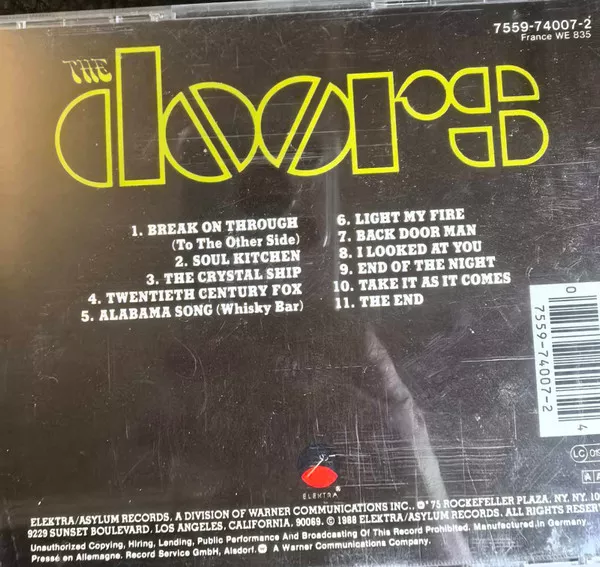 7559-74007-2
France WE 835
THE
doors
1. BREAK ON THROUGH
(To The Other Side)
2. SOUL KITCHEN
3. THE CRYSTAL SHIP
4. TWENTIETH CENTURY FOX
5. ALABAMA SONG (Whisky Bar)
6. LIGHT MY FIRE
7. BACK DOOR MAN
8. I LOOKED AT YOU
9. END OF THE NIGHT
10. TAKE IT AS IT COMES
11. THE END
0
7559-74007-2
4
LC
ELEKTRA
ELEKTRA/ASYLUM RECORDS, A DIVISION OF WARNER COMMUNICATIONS INC., 75 ROCKEFELLER PLAZA, NY. NY. 10
9229 SUNSET BOULEVARD. LOS ANGELES, CALIFORNIA. 90069. © 1988 ELEKTRA/ASYLUM RECORDS. ALL RIGHTS RESERVED.
Unauthorized Copying, Hiring, Lending, Public Performance And Broadcasting Of This Record Prohibited. Manufactured in Germany.
Pressé en Allemagne. Record Service GmbH, Alsdorf. A Warner Communications Company.